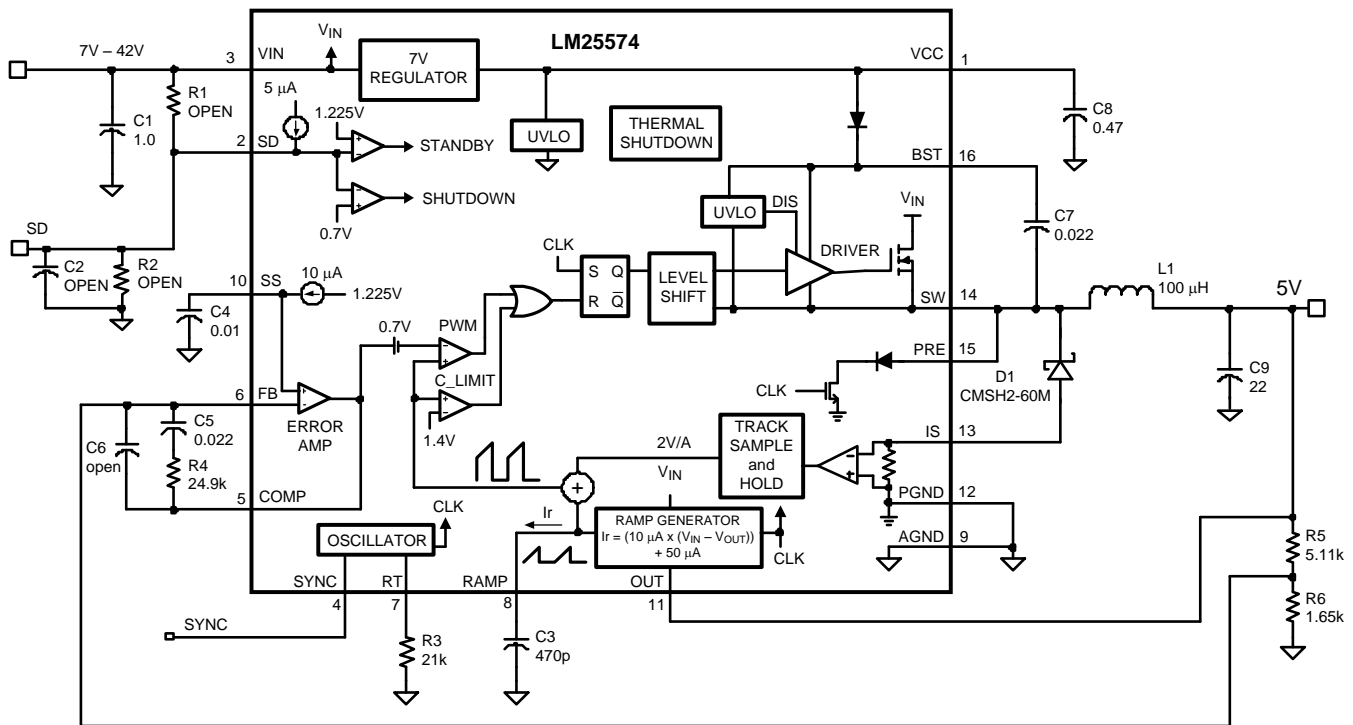 LM25574
7V – 42V
3
VIN
V_IN
7V
REGULATOR
VCC
1
R1
OPEN
C1
1.0
5 µA
1.225V
2
SD
STANDBY
SHUTDOWN
0.7V
UVLO
THERMAL
SHUTDOWN
C8
0.47
BST
16
UVLO
DIS
V_IN
DRIVER
C7
0.022
SD
C2
OPEN
R2
OPEN
10
SS
10 µA
1.225V
C4
0.01
CLK
S Q
R Q̅
LEVEL
SHIFT
SW
14
L1
100 µH
5V
0.7V
PWM
C_LIMIT
1.4V
PRE
15
CLK
D1
CMSH2-60M
C9
22
6
FB
ERROR
AMP
C5
0.022
C6
open
R4
24.9k
5
COMP
2V/A
TRACK
SAMPLE
and
HOLD
IS
13
V_IN
+
PGND
12
AGND
9
CLK
OSCILLATOR
Ir
RAMP GENERATOR
Ir = (10 µA x (V_IN – V_OUT))
+ 50 µA
CLK
R5
5.11k
R6
1.65k
SYNC
4
RT
7
RAMP
8
OUT
11
SYNC
R3
21k
C3
470p